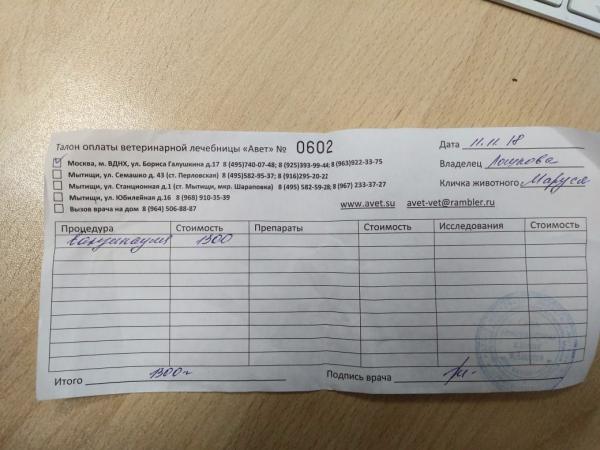 Талон оплаты ветеринарной лечебницы «Авет» № 0602
Дата 11.11.18
Москва, м. ВДНХ, ул. Бориса Галушкина д.17 8 (495)740-07-48; 8(925)393-99-44; 8(963)922-33-75
Владелец
Мытищи, ул. Семашко д. 43 (ст. Перловская) 8 (495)582-95-37; 8 (916)295-20-22
Мытищи, ул. Станционная д.1 (ст. Мытищи, мкр. Шараповка) 8 (495) 582-59-28; 8 (967) 233-37-27
Кличка животного Маруся
Мытищи, ул. Юбилейная д.16 8 (968) 910-35-39
Вызов врача на дом 8 (964) 506-88-87
www.avet.su avet-vet@rambler.ru
Процедура Стоимость Препараты Стоимость Исследования Стоимость
вакцинация 1300
Итого 1300 Подпись врача